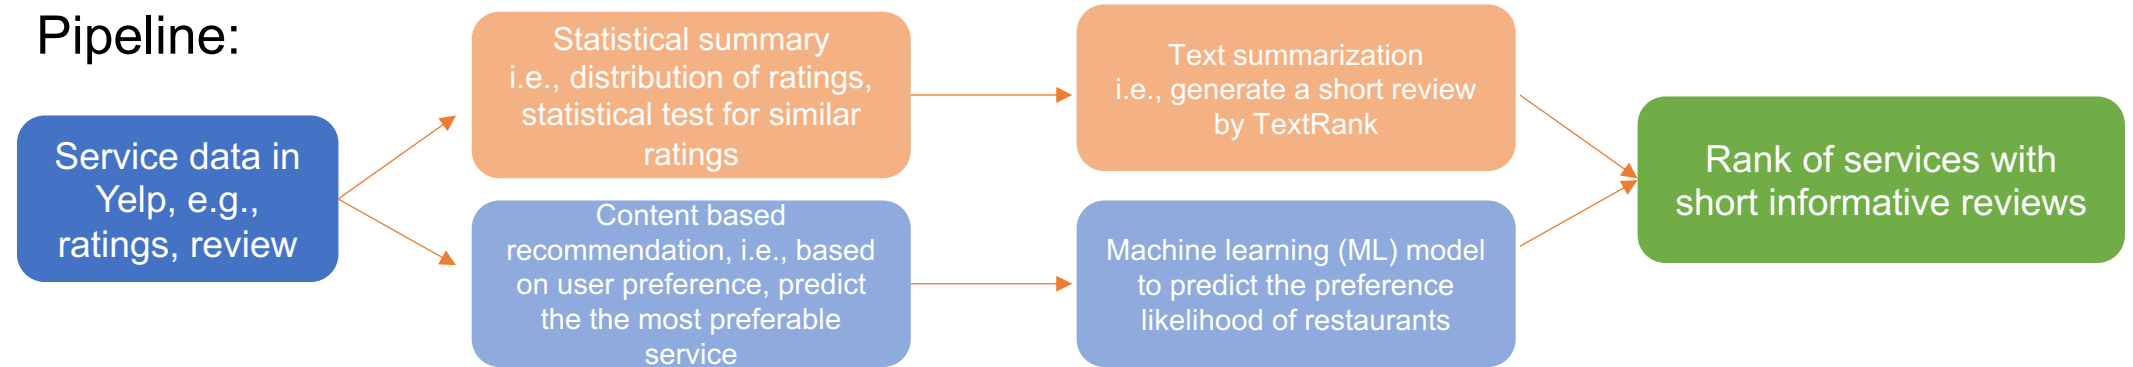 Pipeline:
Service data in
Yelp, e.g.,
ratings, review
Statistical summary
i.e., distribution of ratings,
statistical test for similar
ratings
Text summarization
i.e., generate a short review
by TextRank
Content based
recommendation, i.e., based
on user preference, predict
the the most preferable
service
Machine learning (ML) model
to predict the preference
likelihood of restaurants
Rank of services with
short informative reviews